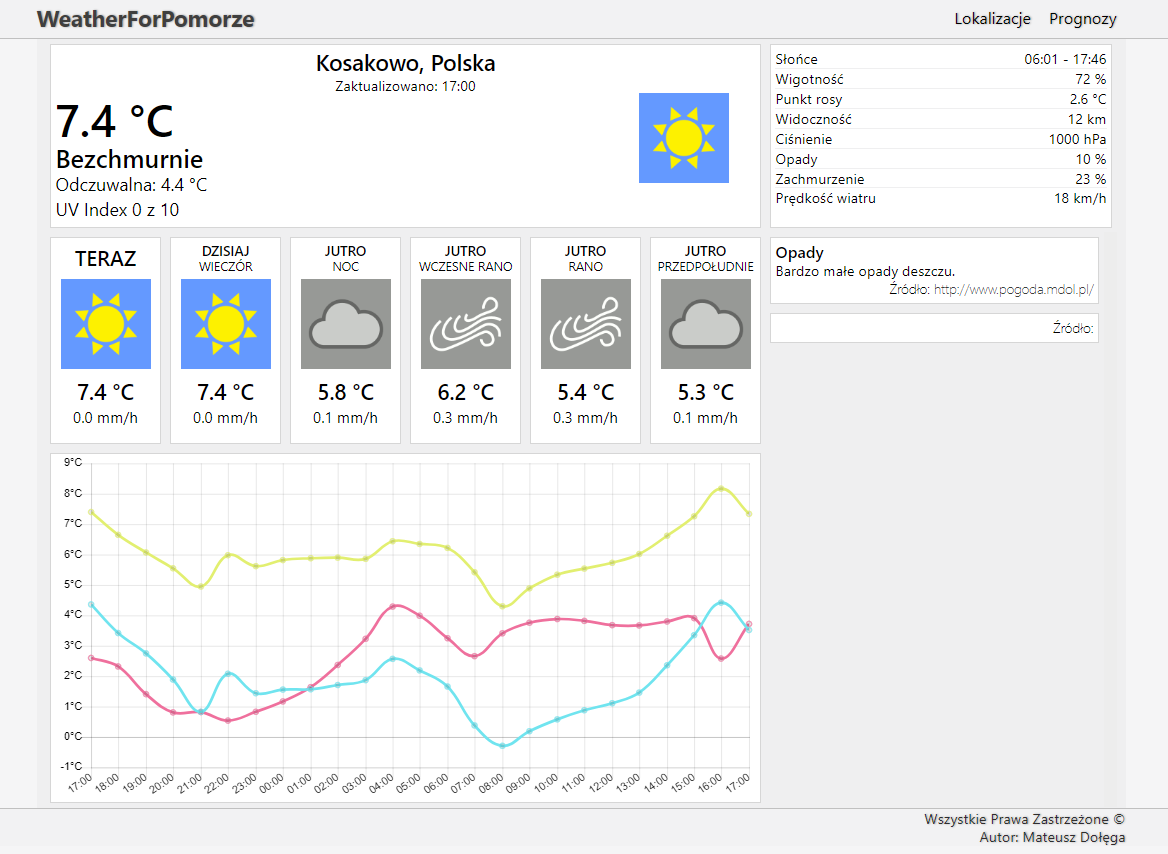 WeatherForPomorze
Lokalizacje Prognozy
Kosakowo, Polska
Zaktualizowano: 17:00
7.4 °C
Bezchmurnie
Odczuwalna: 4.4 °C
UV Index 0 z 10
Słońce 06:01 - 17:46
Wigotność 72 %
Punkt rosy 2.6 °C
Widoczność 12 km
Ciśnienie 1000 hPa
Opady 10 %
Zachmurzenie 23 %
Prędkość wiatru 18 km/h
TERAZ
7.4 °C
0.0 mm/h
DZISIAJ
WIECZÓR
7.4 °C
0.0 mm/h
JUTRO
NOC
5.8 °C
0.1 mm/h
JUTRO
WCZESNE RANO
6.2 °C
0.3 mm/h
JUTRO
RANO
5.4 °C
0.3 mm/h
JUTRO
PRZEDPOŁUDNIE
5.3 °C
0.1 mm/h
Opady
Bardzo małe opady deszczu.
Źródło: http://www.pogoda.mdol.pl/
Źródło:
9°C
8°C
7°C
6°C
5°C
4°C
3°C
2°C
1°C
0°C
-1°C
17:00 18:00 19:00 20:00 21:00 22:00 23:00 00:00 01:00 02:00 03:00 04:00 05:00 06:00 07:00 08:00 09:00 10:00 11:00 12:00 13:00 14:00 15:00 16:00 17:00
Wszystkie Prawa Zastrzeżone ©
Autor: Mateusz Dołęga